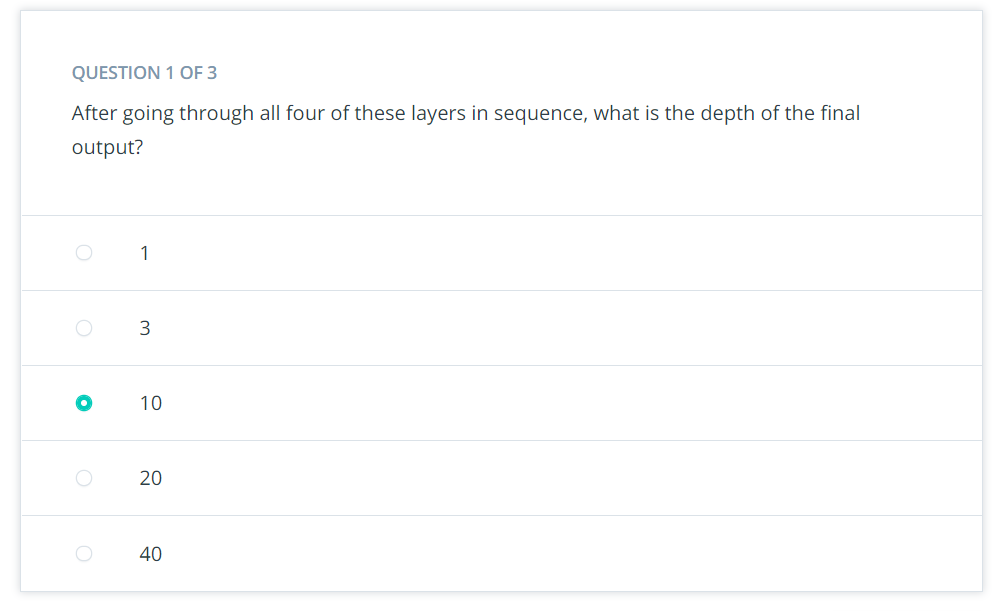 QUESTION 1 OF 3
After going through all four of these layers in sequence, what is the depth of the final
output?
1
3
10
20
40